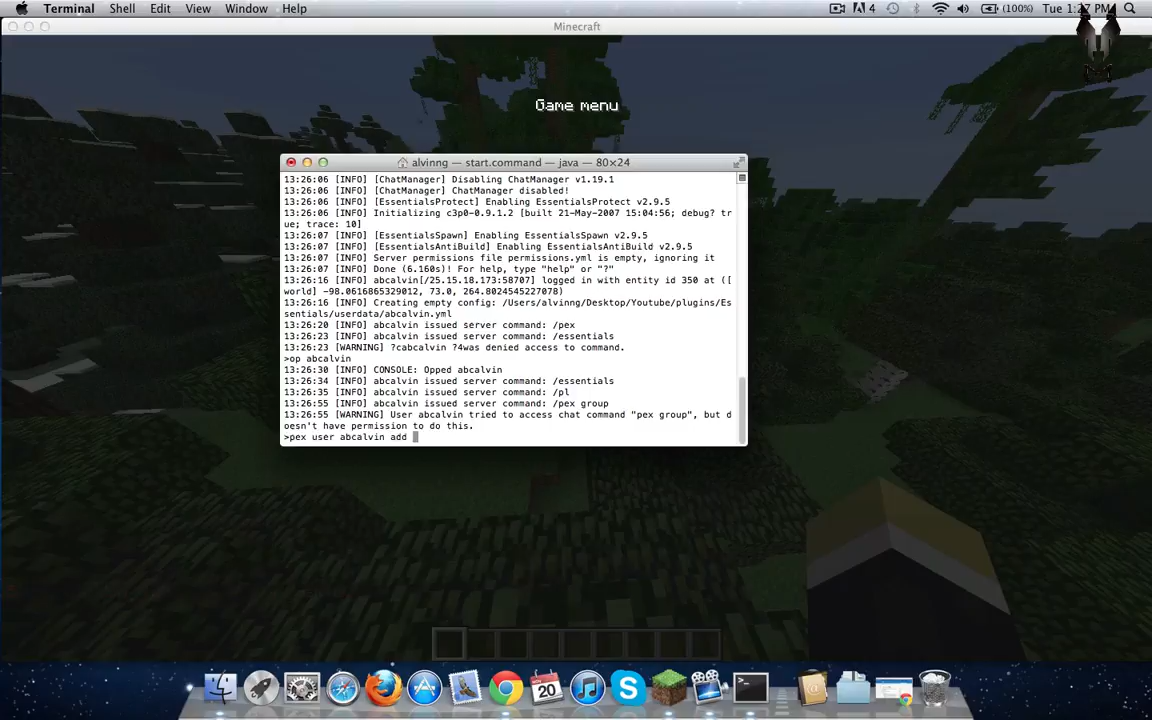 Terminal Shell Edit View Window Help 4 (100%) Tue 1:27 PM
Minecraft
Game menu
alvinng — start.command — java — 80×24
13:26:06 [INFO] [ChatManager] Disabling ChatManager v1.19.1
13:26:06 [INFO] [ChatManager] ChatManager disabled!
13:26:06 [INFO] [EssentialsProtect] Enabling EssentialsProtect v2.9.5
13:26:06 [INFO] Initializing c3p0-0.9.1.2 [built 21-May-2007 15:04:56; debug? tr
ue; trace: 10]
13:26:07 [INFO] [EssentialsSpawn] Enabling EssentialsSpawn v2.9.5
13:26:07 [INFO] [EssentialsAntiBuild] Enabling EssentialsAntiBuild v2.9.5
13:26:07 [INFO] Server permissions file permissions.yml is empty, ignoring it
13:26:07 [INFO] Done (6.160s)! For help, type "help" or "?"
13:26:16 [INFO] abcalvin[/25.15.18.173:58707] logged in with entity id 350 at ([
world] -98.0616865329012, 73.0, 264.8024545227078)
13:26:16 [INFO] Creating empty config: /Users/alvinng/Desktop/Youtube/plugins/Es
sentials/userdata/abcalvin.yml
13:26:20 [INFO] abcalvin issued server command: /pex
13:26:23 [INFO] abcalvin issued server command: /essentials
13:26:23 [WARNING] ?cabcalvin ?4was denied access to command.
>op abcalvin
13:26:30 [INFO] CONSOLE: Opped abcalvin
13:26:34 [INFO] abcalvin issued server command: /essentials
13:26:35 [INFO] abcalvin issued server command: /pl
13:26:55 [INFO] abcalvin issued server command: /pex group
13:26:55 [WARNING] User abcalvin tried to access chat command "pex group", but d
oesn't have permission to do this.
>pex user abcalvin add
20